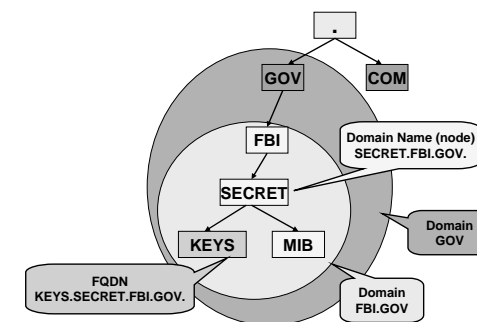 .
GOV
COM
FBI
Domain Name (node)
SECRET.FBI.GOV.
SECRET
KEYS
MIB
Domain
GOV
FQDN
KEYS.SECRET.FBI.GOV.
Domain
FBI.GOV